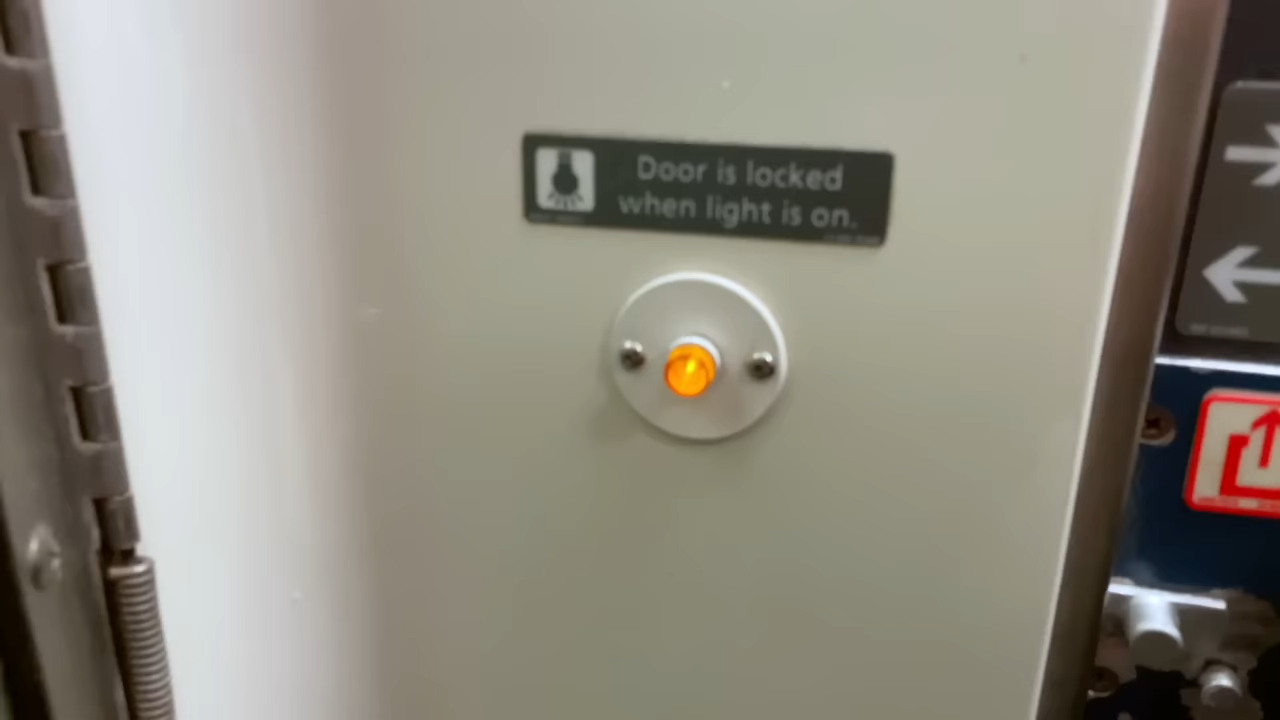 Door is locked
when light is on.